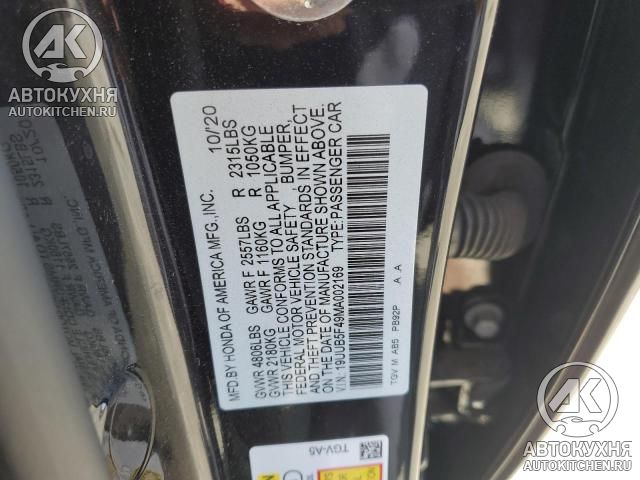 АК
АВТОКУХНЯ
AUTOKITCHEN.RU
MFD.BY HONDA OF AMERICA MFG.,INC. 10/'20
GVWR 4806LBS GAWR F 2557LBS R 2315LBS
GVWR 2180KG GAWR F 1160KG R 1050KG
THIS VEHICLE CONFORMS TO ALL APPLICABLE
FEDERAL MOTOR VEHICLE SAFETY BUMPER,
AND THEFT PREVENTION STANDARDS IN EFFECT
ON THE DATE OF MANUFACTURE SHOWN ABOVE.
V.I.N: 19UUB5F49MA002169 TYPE:PASSENGER CAR
TGV M AB5 PB92P A A
TGV-A5
АК
АВТОКУХНЯ
AUTOKITCHEN.RU